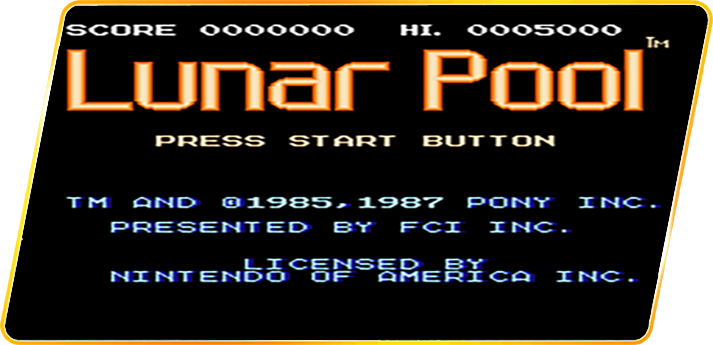 SCORE 0000000 HI. 0005000
Lunar Pool™
PRESS START BUTTON
TM AND ©1985,1987 PONY INC.
PRESENTED BY FCI INC.
LICENSED BY
NINTENDO OF AMERICA INC.